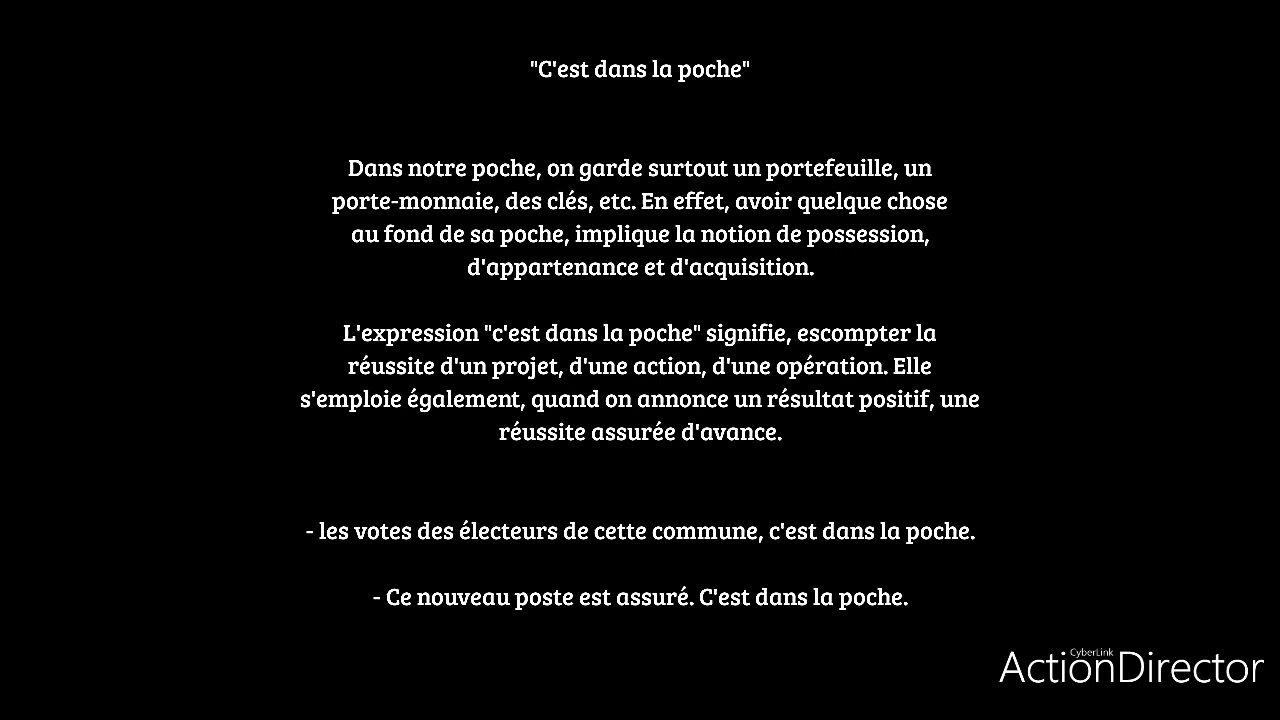 "C'est dans la poche"
Dans notre poche, on garde surtout un portefeuille, un
porte-monnaie, des clés, etc. En effet, avoir quelque chose
au fond de sa poche, implique la notion de possession,
d'appartenance et d'acquisition.
L'expression "c'est dans la poche" signifie, escompter la
réussite d'un projet, d'une action, d'une opération. Elle
s'emploie également, quand on annonce un résultat positif, une
réussite assurée d'avance.
- les votes des électeurs de cette commune, c'est dans la poche.
- Ce nouveau poste est assuré. C'est dans la poche.
CyberLink
ActionDirector